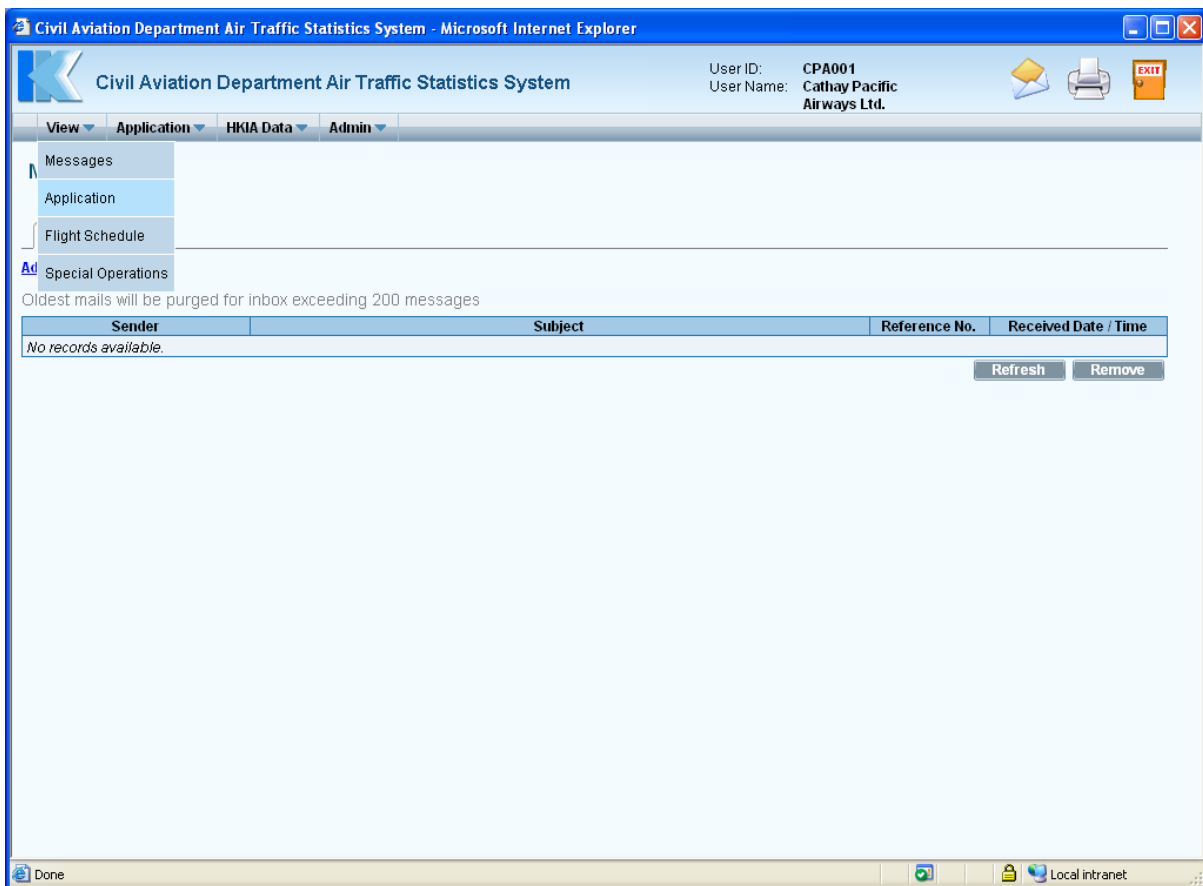 Civil Aviation Department Air Traffic Statistics System - Microsoft Internet Explorer
Civil Aviation Department Air Traffic Statistics System
User ID: CPA001
User Name: Cathay Pacific
Airways Ltd.
EXIT
View Application HKIA Data Admin
Messages
Application
Flight Schedule
Special Operations
Oldest mails will be purged for inbox exceeding 200 messages
Sender Subject Reference No. Received Date / Time
No records available.
Refresh Remove
Done Local intranet